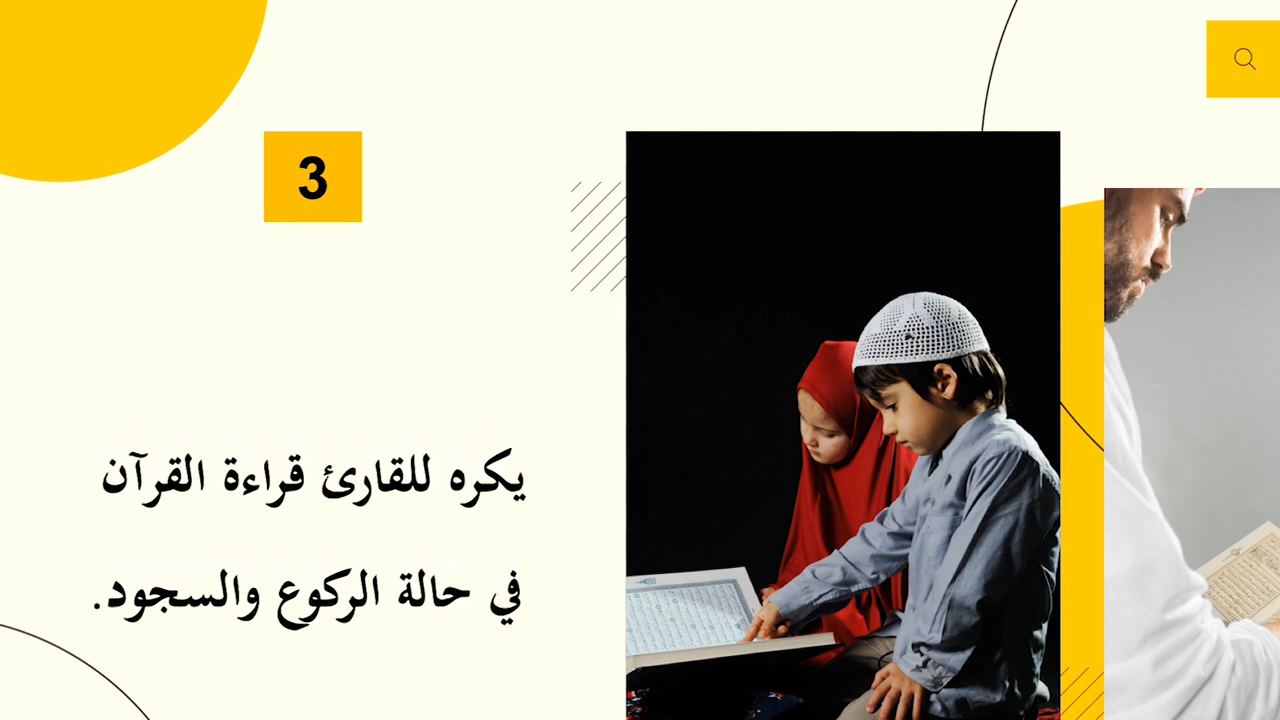 3
يكره للقارئ قراءة القرآن
في حالة الركوع والسجود.